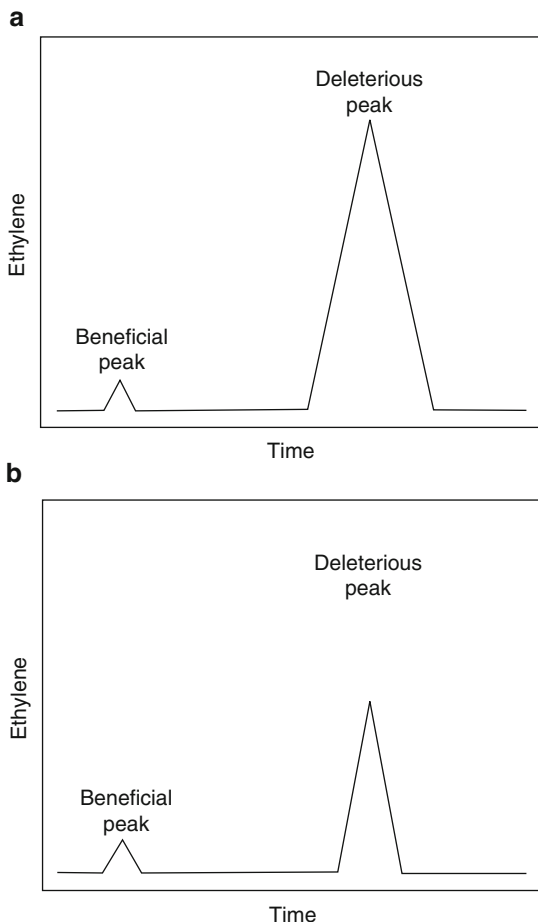 a
Deleterious
peak
Ethylene
Beneficial
peak
Time
b
Deleterious
peak
Ethylene
Beneficial
peak
Time